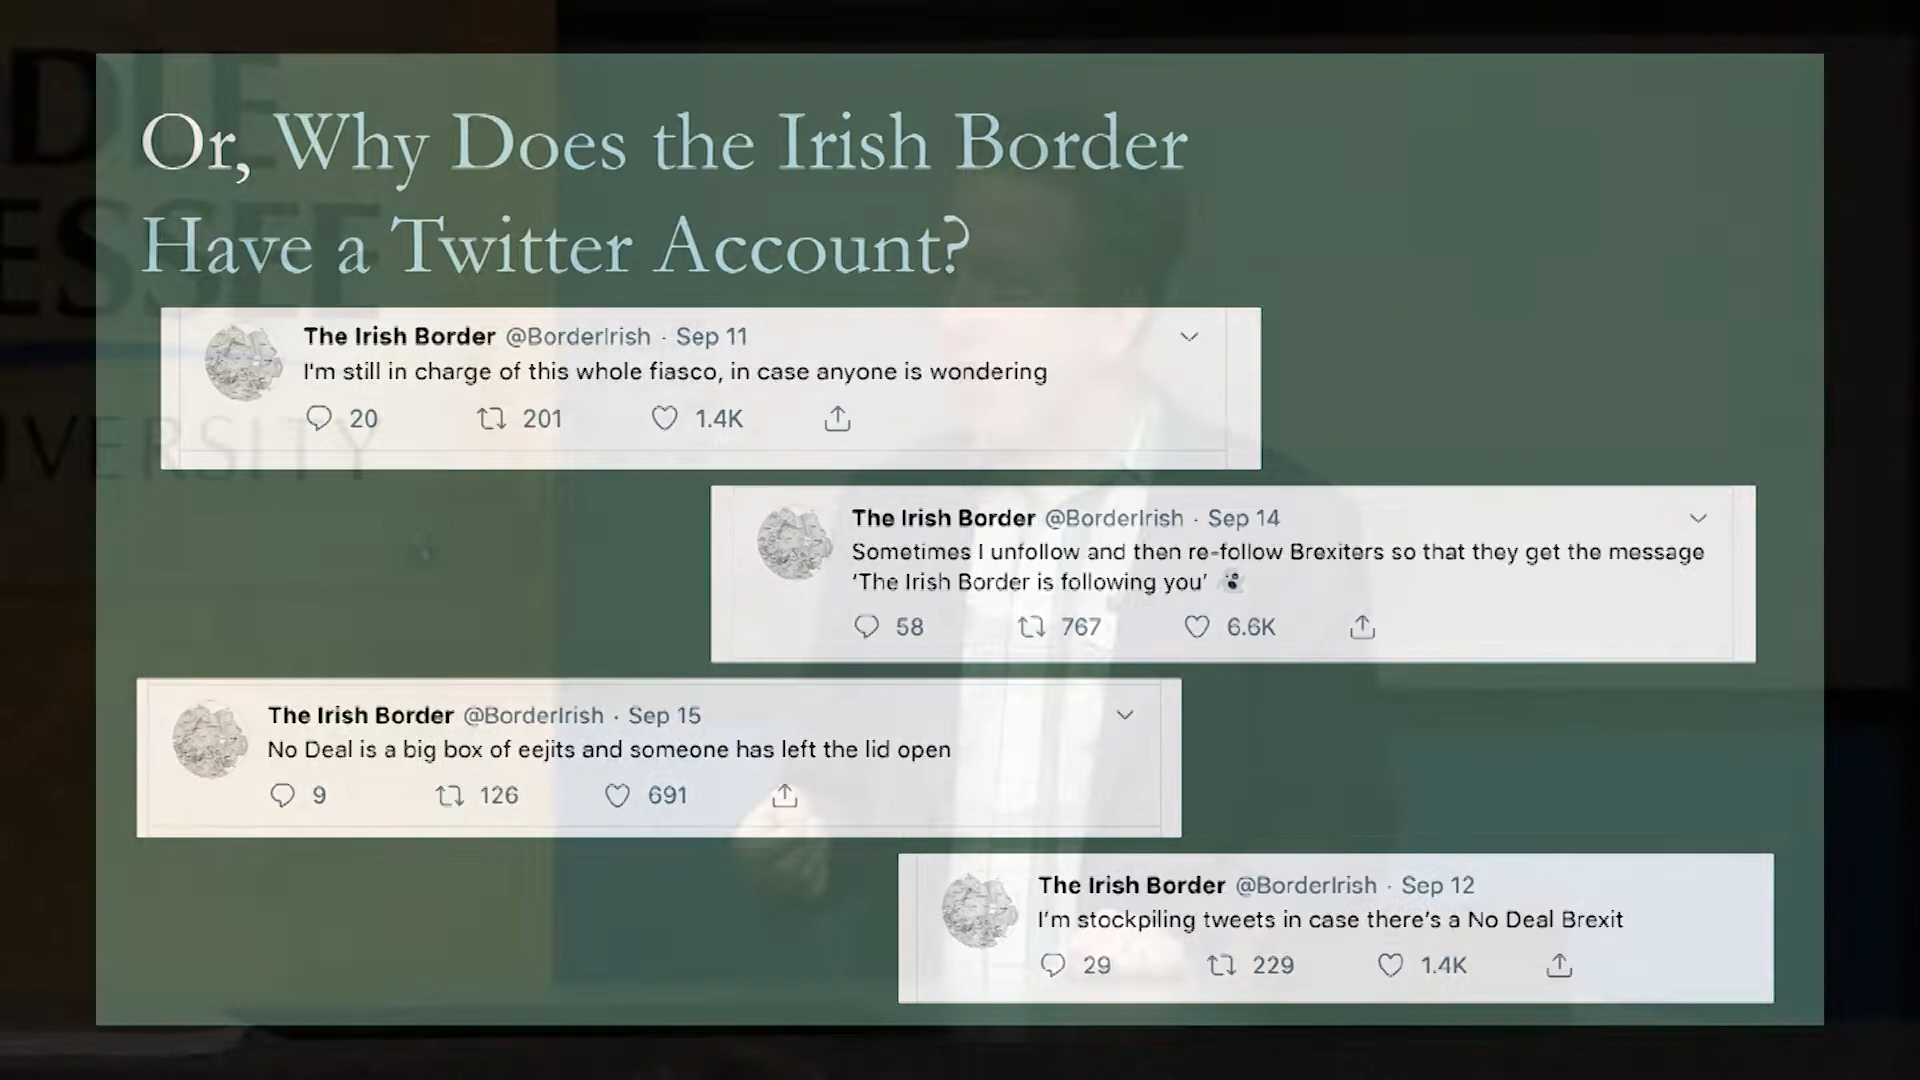 Or, Why Does the Irish Border
Have a Twitter Account?
The Irish Border @BorderIrish · Sep 11
I'm still in charge of this whole fiasco, in case anyone is wondering
20 201 1.4K
The Irish Border @BorderIrish · Sep 14
Sometimes I unfollow and then re-follow Brexiters so that they get the message
‘The Irish Border is following you’
58 767 6.6K
The Irish Border @BorderIrish · Sep 15
No Deal is a big box of eejits and someone has left the lid open
9 126 691
The Irish Border @BorderIrish · Sep 12
I’m stockpiling tweets in case there’s a No Deal Brexit
29 229 1.4K